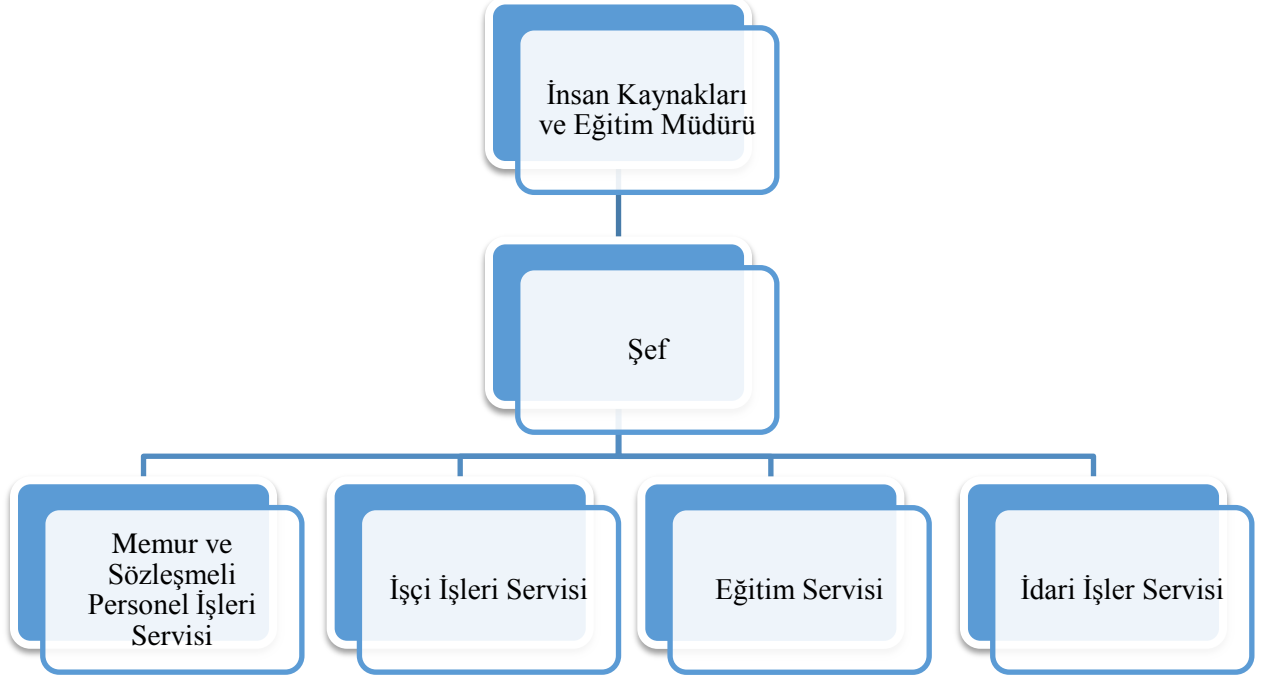 İnsan Kaynakları
ve Eğitim Müdürü
Şef
Memur ve
Sözleşmeli
Personel İşleri
Servisi
İşçi İşleri Servisi
Eğitim Servisi
İdari İşler Servisi